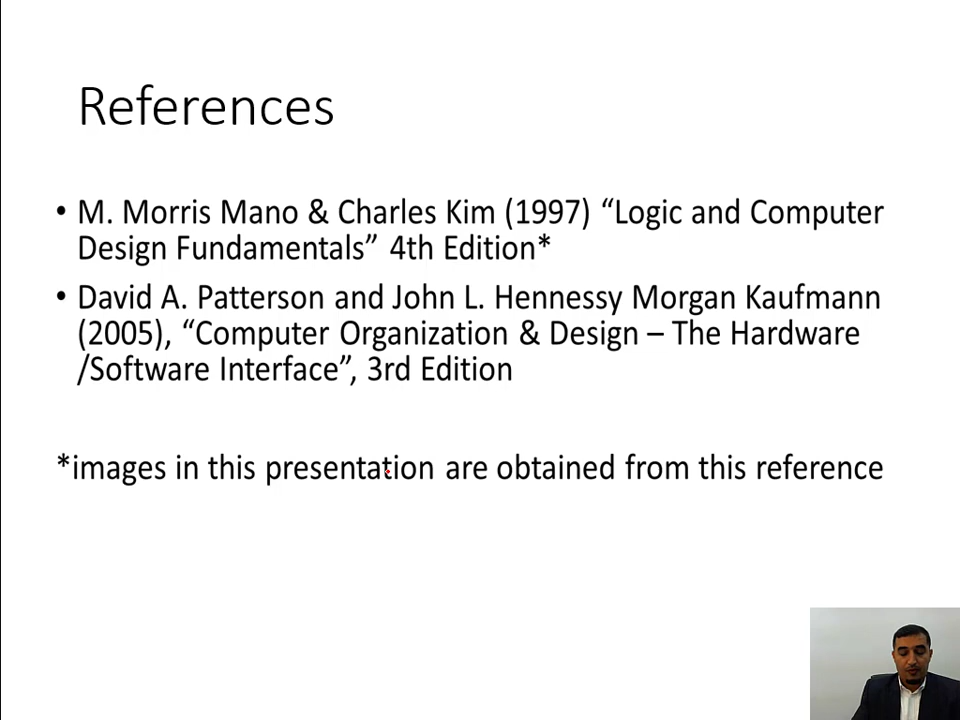 References
• M. Morris Mano & Charles Kim (1997) “Logic and Computer
Design Fundamentals” 4th Edition*
• David A. Patterson and John L. Hennessy Morgan Kaufmann
(2005), “Computer Organization & Design – The Hardware
/Software Interface”, 3rd Edition
*images in this presentation are obtained from this reference